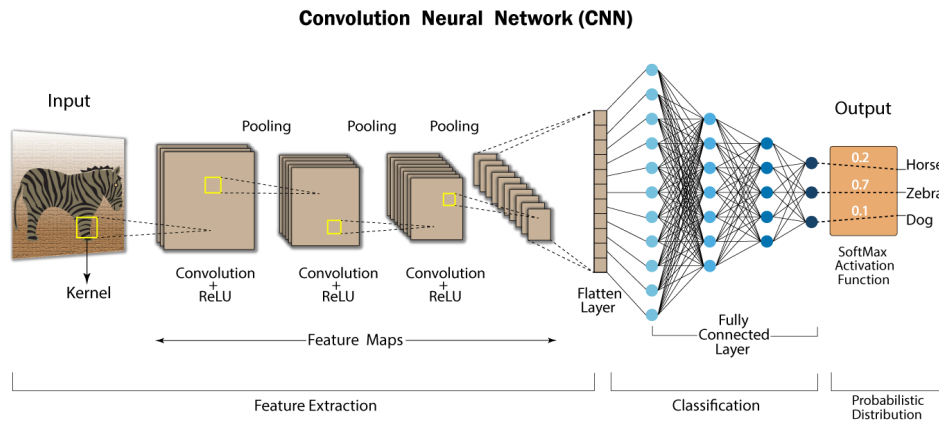 Convolution Neural Network (CNN)
Input
Output
Pooling
Pooling
Pooling
0.2
Horse
0.7
Zebra
0.1
Dog
Kernel
Convolution
+
ReLU
Convolution
+
ReLU
Convolution
+
ReLU
Flatten
Layer
SoftMax
Activation
Function
Fully
Connected
Layer
Feature Maps
Feature Extraction
Classification
Probabilistic
Distribution